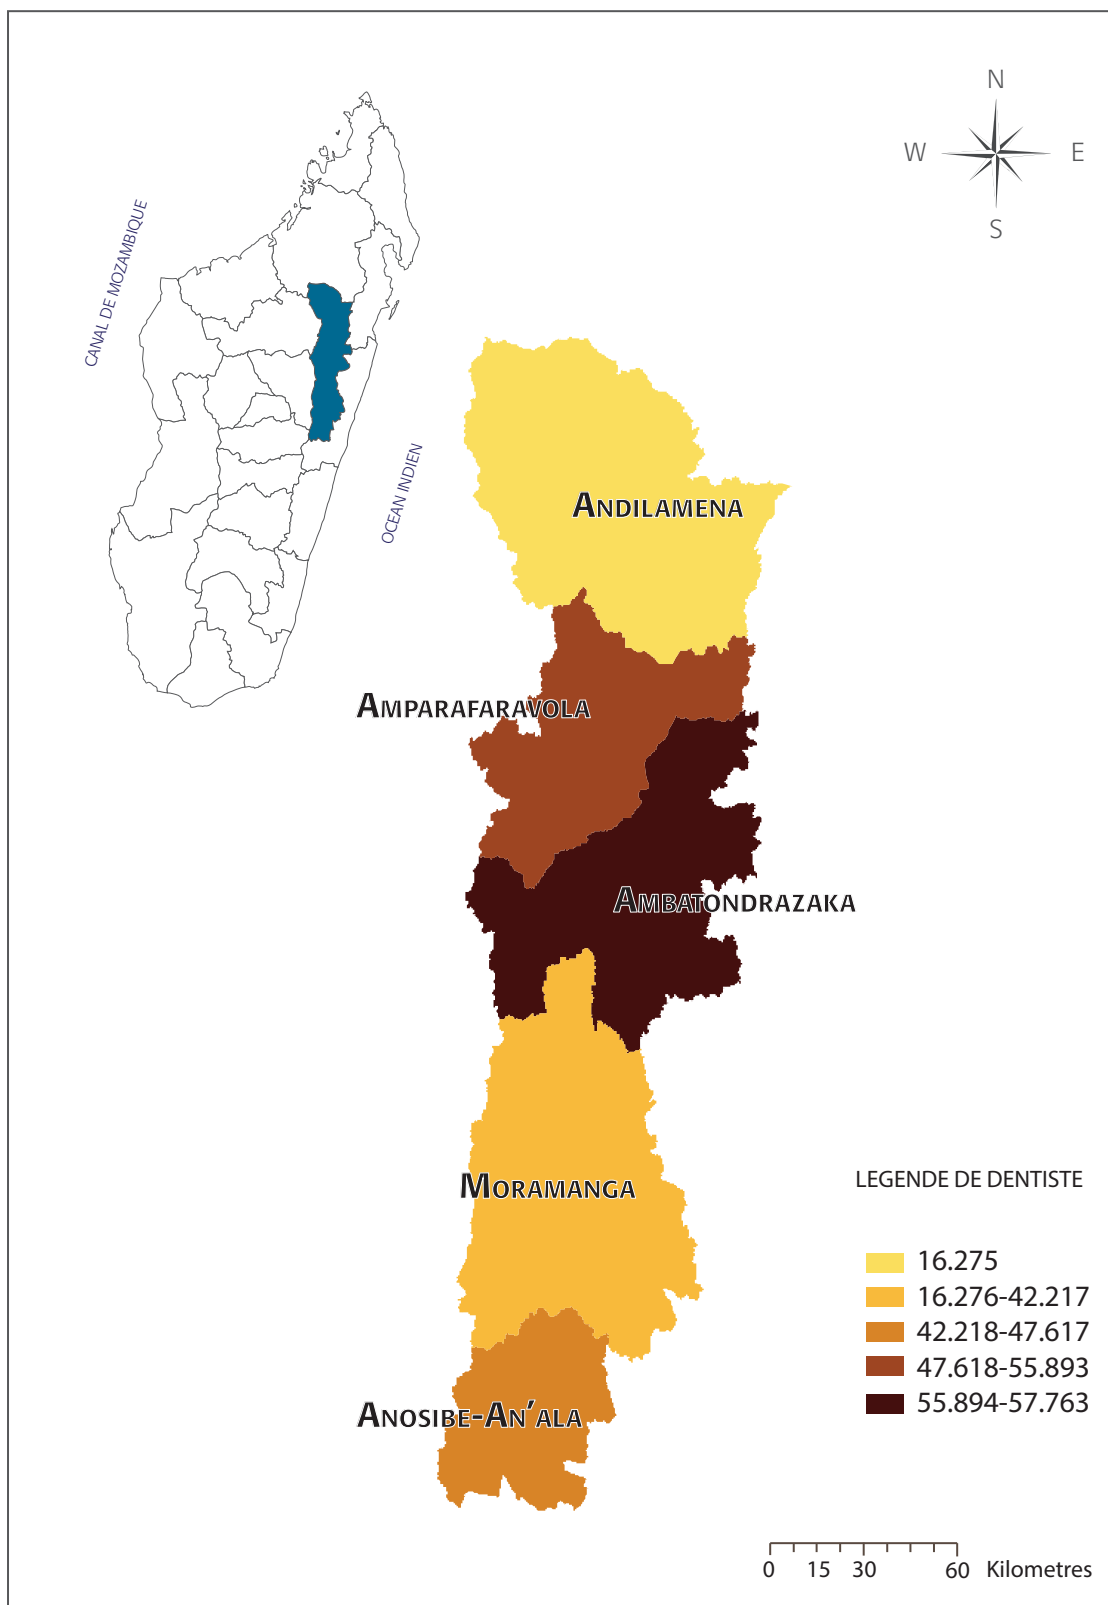 N
W
E
S
CANAL DE MOZAMBIQUE
OCEAN INDIEN
ANDILAMENA
AMPARAFARAVOLA
AMBATONDRAZAKA
MORAMANGA
ANOSIBE-AN'ALA
LEGENDE DE DENTISTE
16.275
16.276-42.217
42.218-47.617
47.618-55.893
55.894-57.763
0 15 30 60 Kilometres